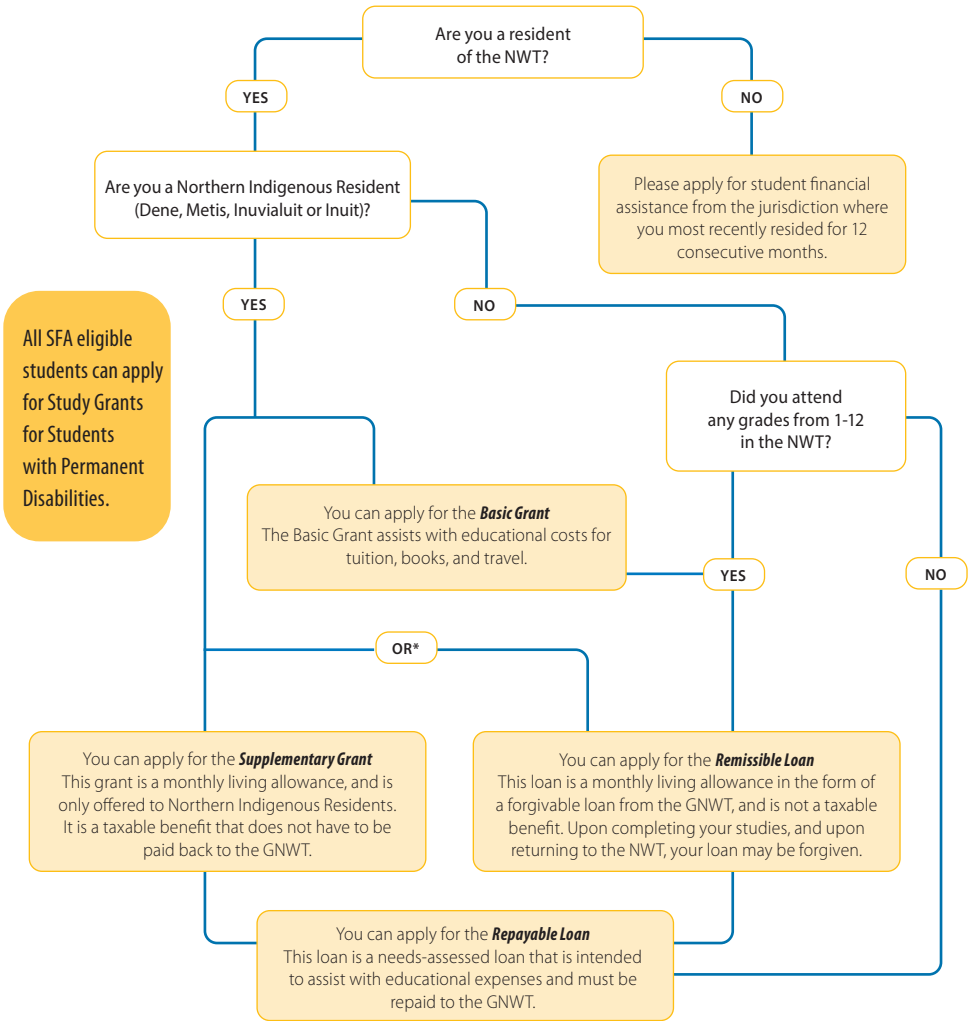 Are you a resident
of the NWT?
YES
NO
Are you a Northern Indigenous Resident
(Dene, Metis, Inuvialuit or Inuit)?
Please apply for student financial
assistance from the jurisdiction where
you most recently resided for 12
consecutive months.
YES
NO
All SFA eligible
students can apply
for Study Grants
for Students
with Permanent
Disabilities.
Did you attend
any grades from 1-12
in the NWT?
You can apply for the Basic Grant
The Basic Grant assists with educational costs for
tuition, books, and travel.
YES
NO
OR*
You can apply for the Supplementary Grant
This grant is a monthly living allowance, and is
only offered to Northern Indigenous Residents.
It is a taxable benefit that does not have to be
paid back to the GNWT.
You can apply for the Remissible Loan
This loan is a monthly living allowance in the form of
a forgivable loan from the GNWT, and is not a taxable
benefit. Upon completing your studies, and upon
returning to the NWT, your loan may be forgiven.
You can apply for the Repayable Loan
This loan is a needs-assessed loan that is intended
to assist with educational expenses and must be
repaid to the GNWT.